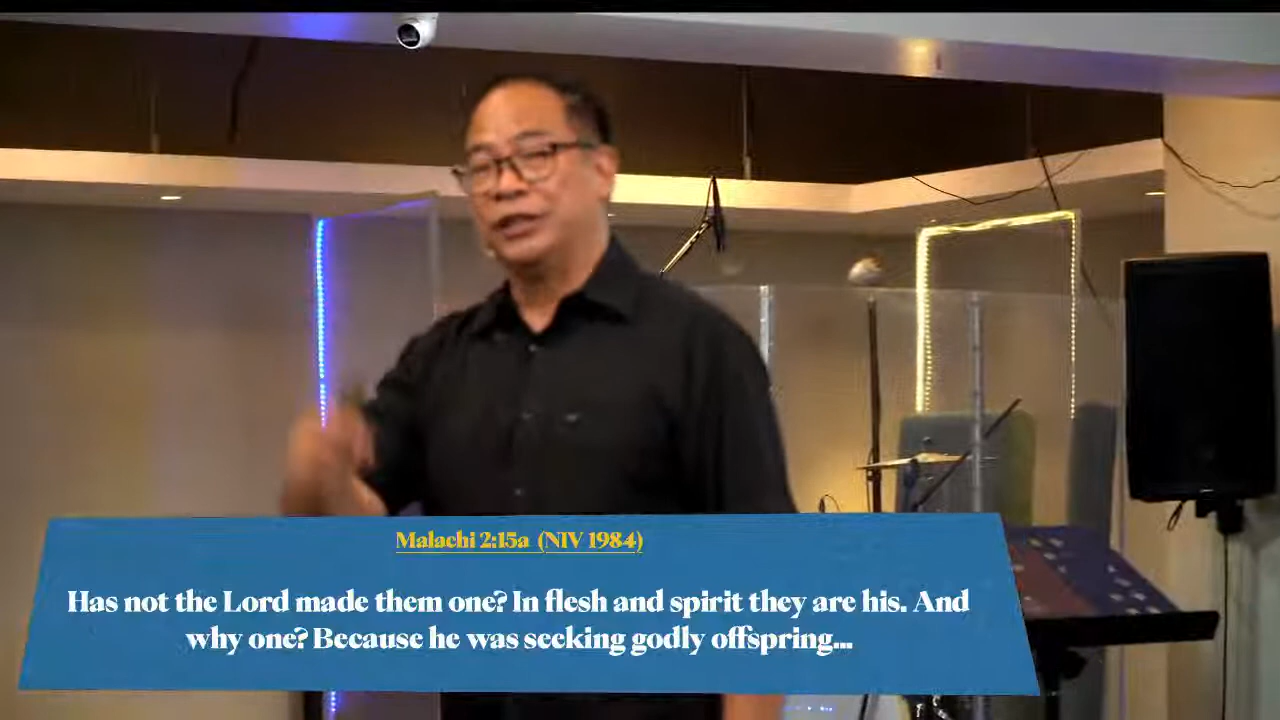 Malachi 2:15a (NIV 1984)
Has not the Lord made them one? In flesh and spirit they are his. And
why one? Because he was seeking godly offspring...